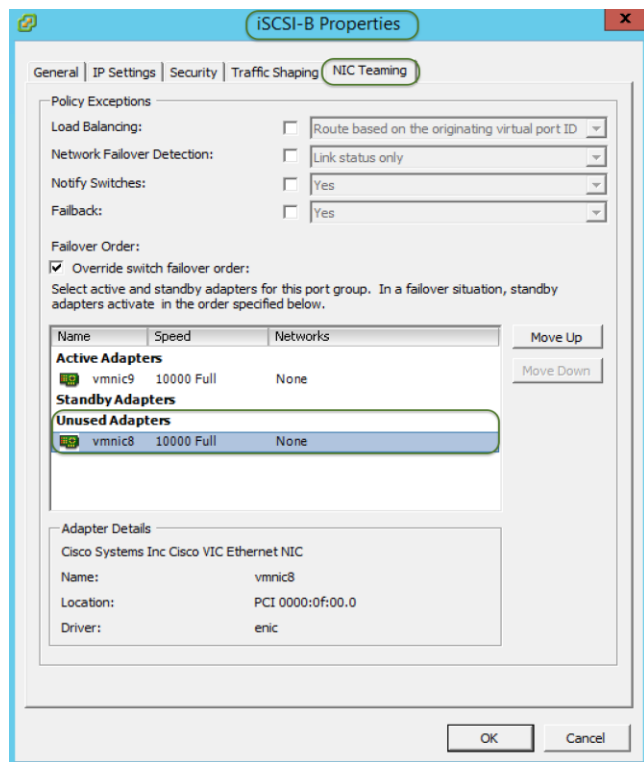 iSCSI-B Properties
x
General IP Settings Security Traffic Shaping NIC Teaming
Policy Exceptions
Load Balancing: Route based on the originating virtual port ID
Network Failover Detection: Link status only
Notify Switches: Yes
Failback: Yes
Failover Order:
Override switch failover order:
Select active and standby adapters for this port group. In a failover situation, standby
adapters activate in the order specified below.
Name Speed Networks Move Up
Active Adapters
vmnic9 10000 Full None Move Down
Standby Adapters
Unused Adapters
vmnic8 10000 Full None
Adapter Details
Cisco Systems Inc Cisco VIC Ethernet NIC
Name: vmnic8
Location: PCI 0000:0f:00.0
Driver: enic
OK Cancel